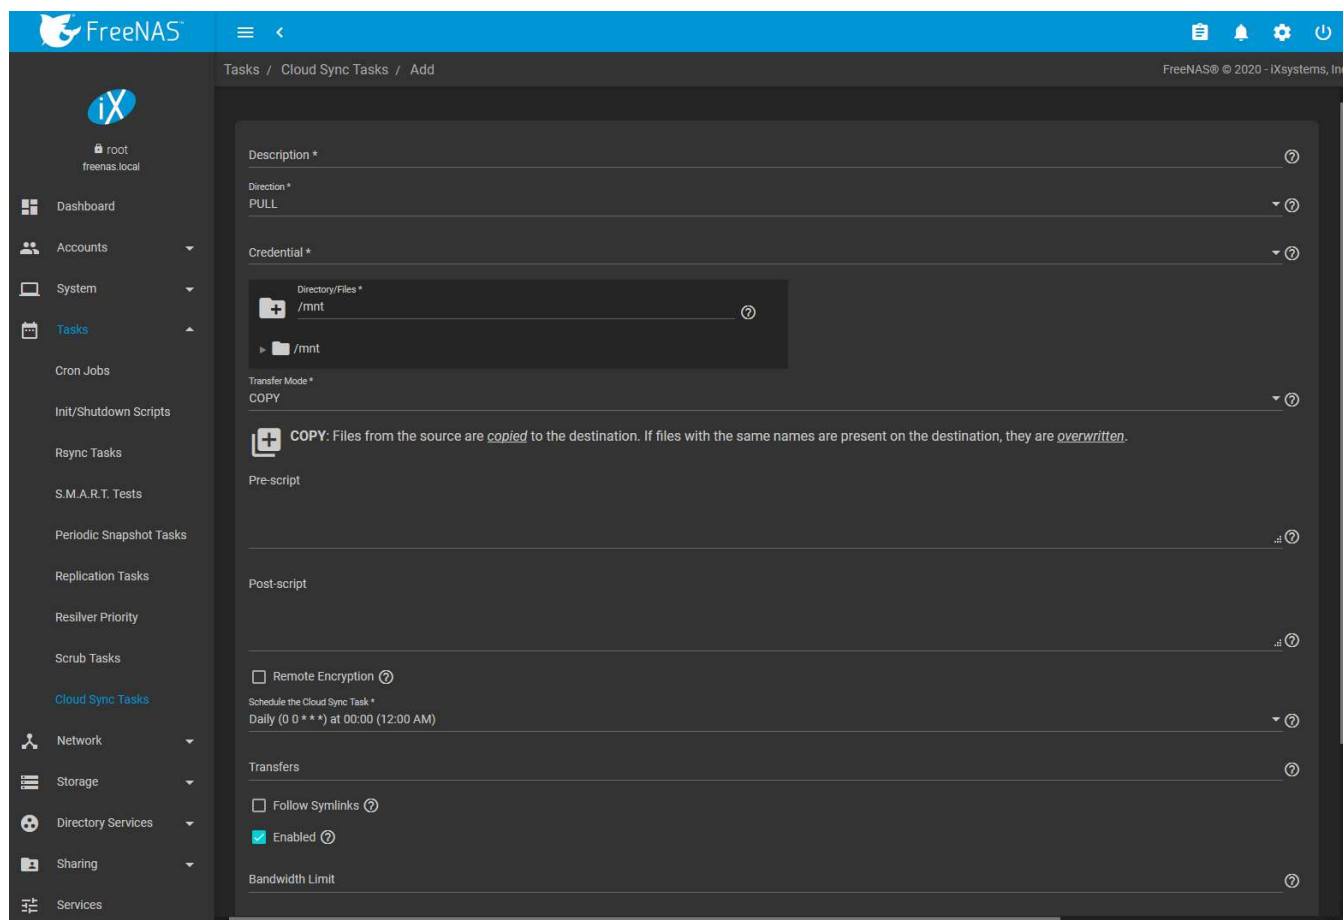 FreeNAS
Tasks / Cloud Sync Tasks / Add
FreeNAS® © 2020 - iXsystems, Inc
iX
root
freenas.local
Dashboard
Accounts
System
Tasks
Cron Jobs
Init/Shutdown Scripts
Rsync Tasks
S.M.A.R.T. Tests
Periodic Snapshot Tasks
Replication Tasks
Resilver Priority
Scrub Tasks
Cloud Sync Tasks
Network
Storage
Directory Services
Sharing
Services
Description *
Direction *
PULL
Credential *
Directory/Files *
/mnt
/mnt
Transfer Mode *
COPY
COPY: Files from the source are copied to the destination. If files with the same names are present on the destination, they are overwritten.
Pre-script
Post-script
Remote Encryption
Schedule the Cloud Sync Task *
Daily (0 0 * * *) at 00:00 (12:00 AM)
Transfers
Follow Symlinks
Enabled
Bandwidth Limit